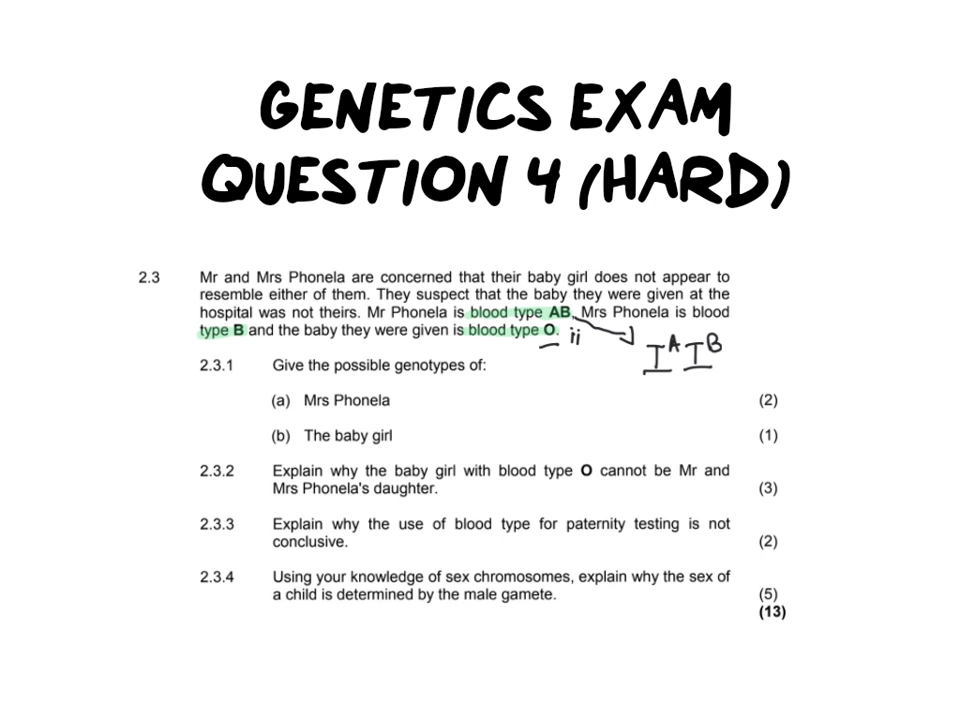 GENETICS EXAM
QUESTION 4 (HARD)
2.3 Mr and Mrs Phonela are concerned that their baby girl does not appear to
resemble either of them. They suspect that the baby they were given at the
hospital was not theirs. Mr Phonela is blood type AB, Mrs Phonela is blood
type B and the baby they were given is blood type O. ii
I^A I^B
2.3.1 Give the possible genotypes of:
(a) Mrs Phonela (2)
(b) The baby girl (1)
2.3.2 Explain why the baby girl with blood type O cannot be Mr and
Mrs Phonela's daughter. (3)
2.3.3 Explain why the use of blood type for paternity testing is not
conclusive. (2)
2.3.4 Using your knowledge of sex chromosomes, explain why the sex of
a child is determined by the male gamete. (5)
(13)